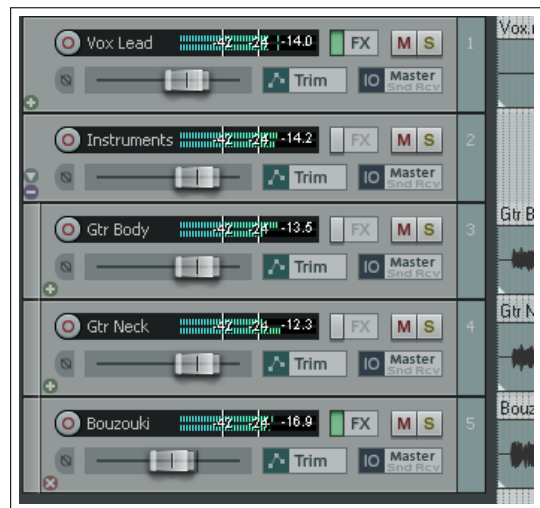 Vox Lead -42 -24 -14.0 FX M S 1
Trim IO Master
Snd Rcv
Instruments -42 -24 -14.2 FX M S 2
Trim IO Master
Snd Rcv
Gtr Body -42 -24 -13.5 FX M S 3
Trim IO Master
Snd Rcv
Gtr Neck -42 -24 -12.3 FX M S 4
Trim IO Master
Snd Rcv
Bouzouki -42 -24 -16.9 FX M S 5
Trim IO Master
Snd Rcv
Gtr
Gtr